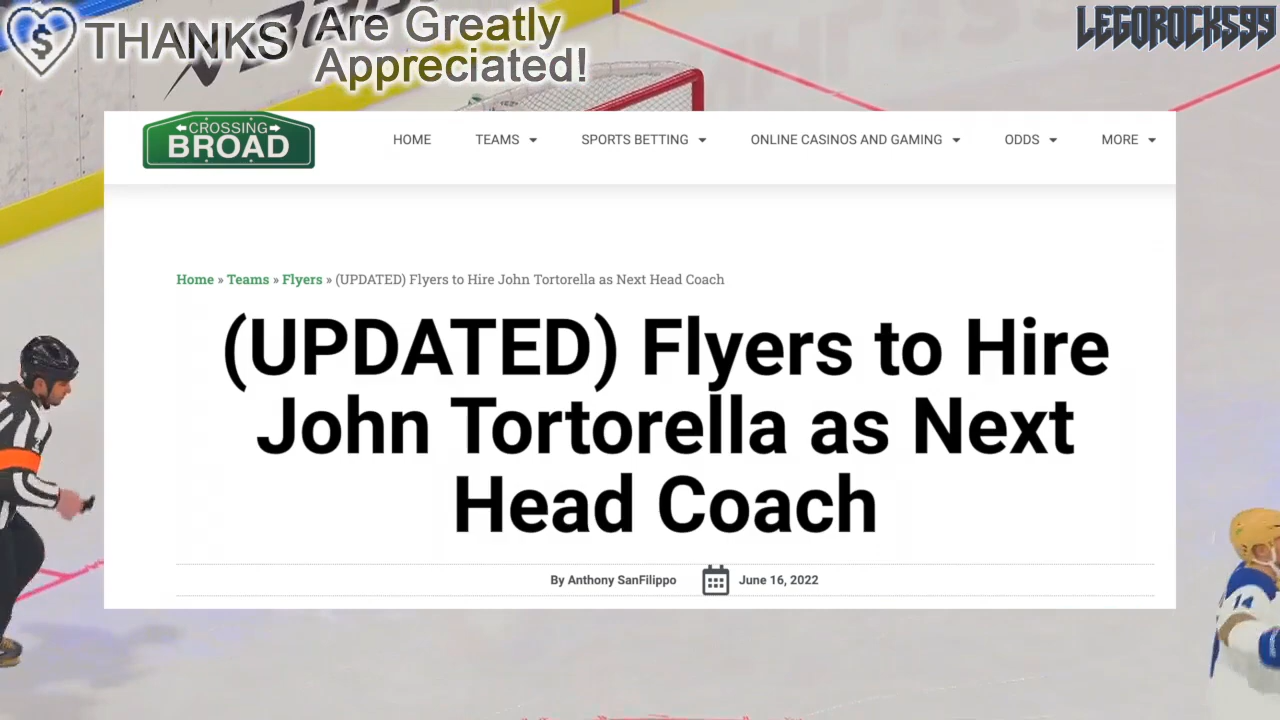 $ THANKS Are Greatly
Appreciated!
LEGOROCKS99
CROSSING
BROAD
HOME TEAMS SPORTS BETTING ONLINE CASINOS AND GAMING ODDS MORE
Home » Teams » Flyers » (UPDATED) Flyers to Hire John Tortorella as Next Head Coach
(UPDATED) Flyers to Hire
John Tortorella as Next
Head Coach
By Anthony SanFilippo June 16, 2022
14